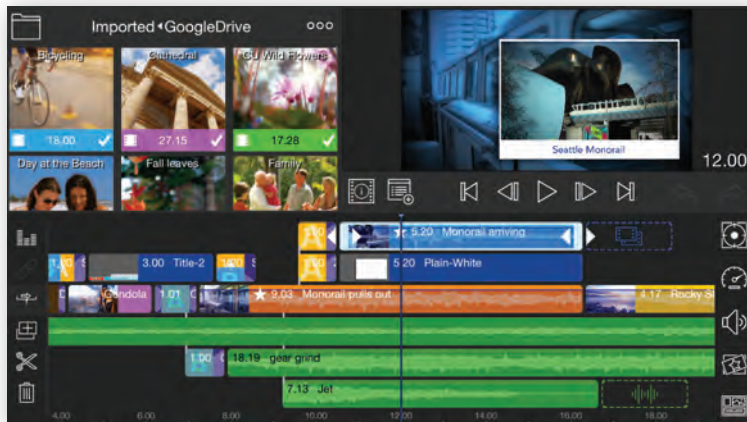 Imported GoogleDrive
Bicycling
Cathedral
CU Wild Flowers
18.00
27.15
17.28
Day at the Beach
Fall leaves
Family
Seattle Monorail
12.00
5.20 Monorail arriving
3.00 Title-2
5.20 Plain-White
Gondola
1.01
9.03 Monorail pulls out
4.17 Rocky S
1.00
18.19 gear grind
7.13 Jet
4.00 6.00 8.00 10.00 12.00 14.00 16.00 18.00